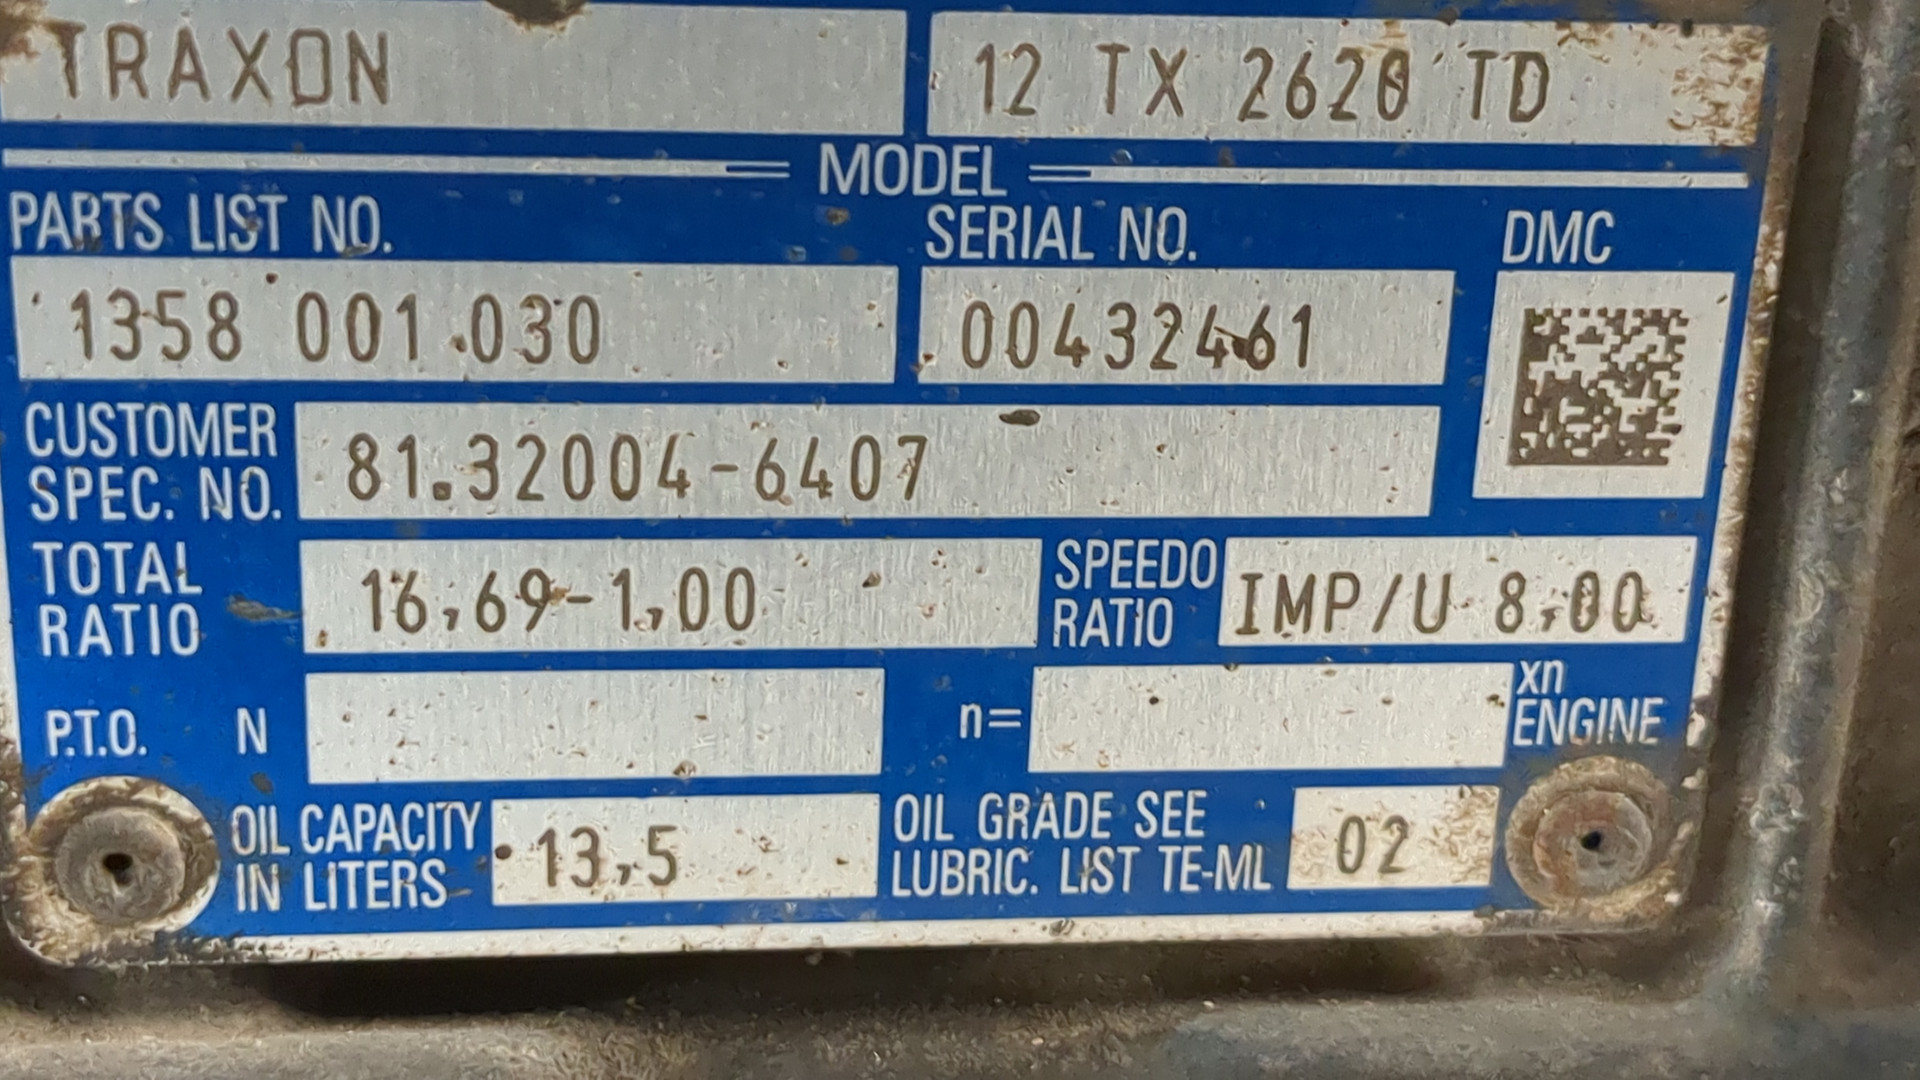 TRAXON 12 TX 2620 TD
MODEL
PARTS LIST NO. SERIAL NO. DMC
1358 001.030 00432461
CUSTOMER SPEC. NO. 81.32004-6407
TOTAL RATIO 16,69-1,00 SPEEDO RATIO IMP/U 8,00
P.T.O. N n= xn ENGINE
OIL CAPACITY IN LITERS 13,5 OIL GRADE SEE LUBRIC. LIST TE-ML 02